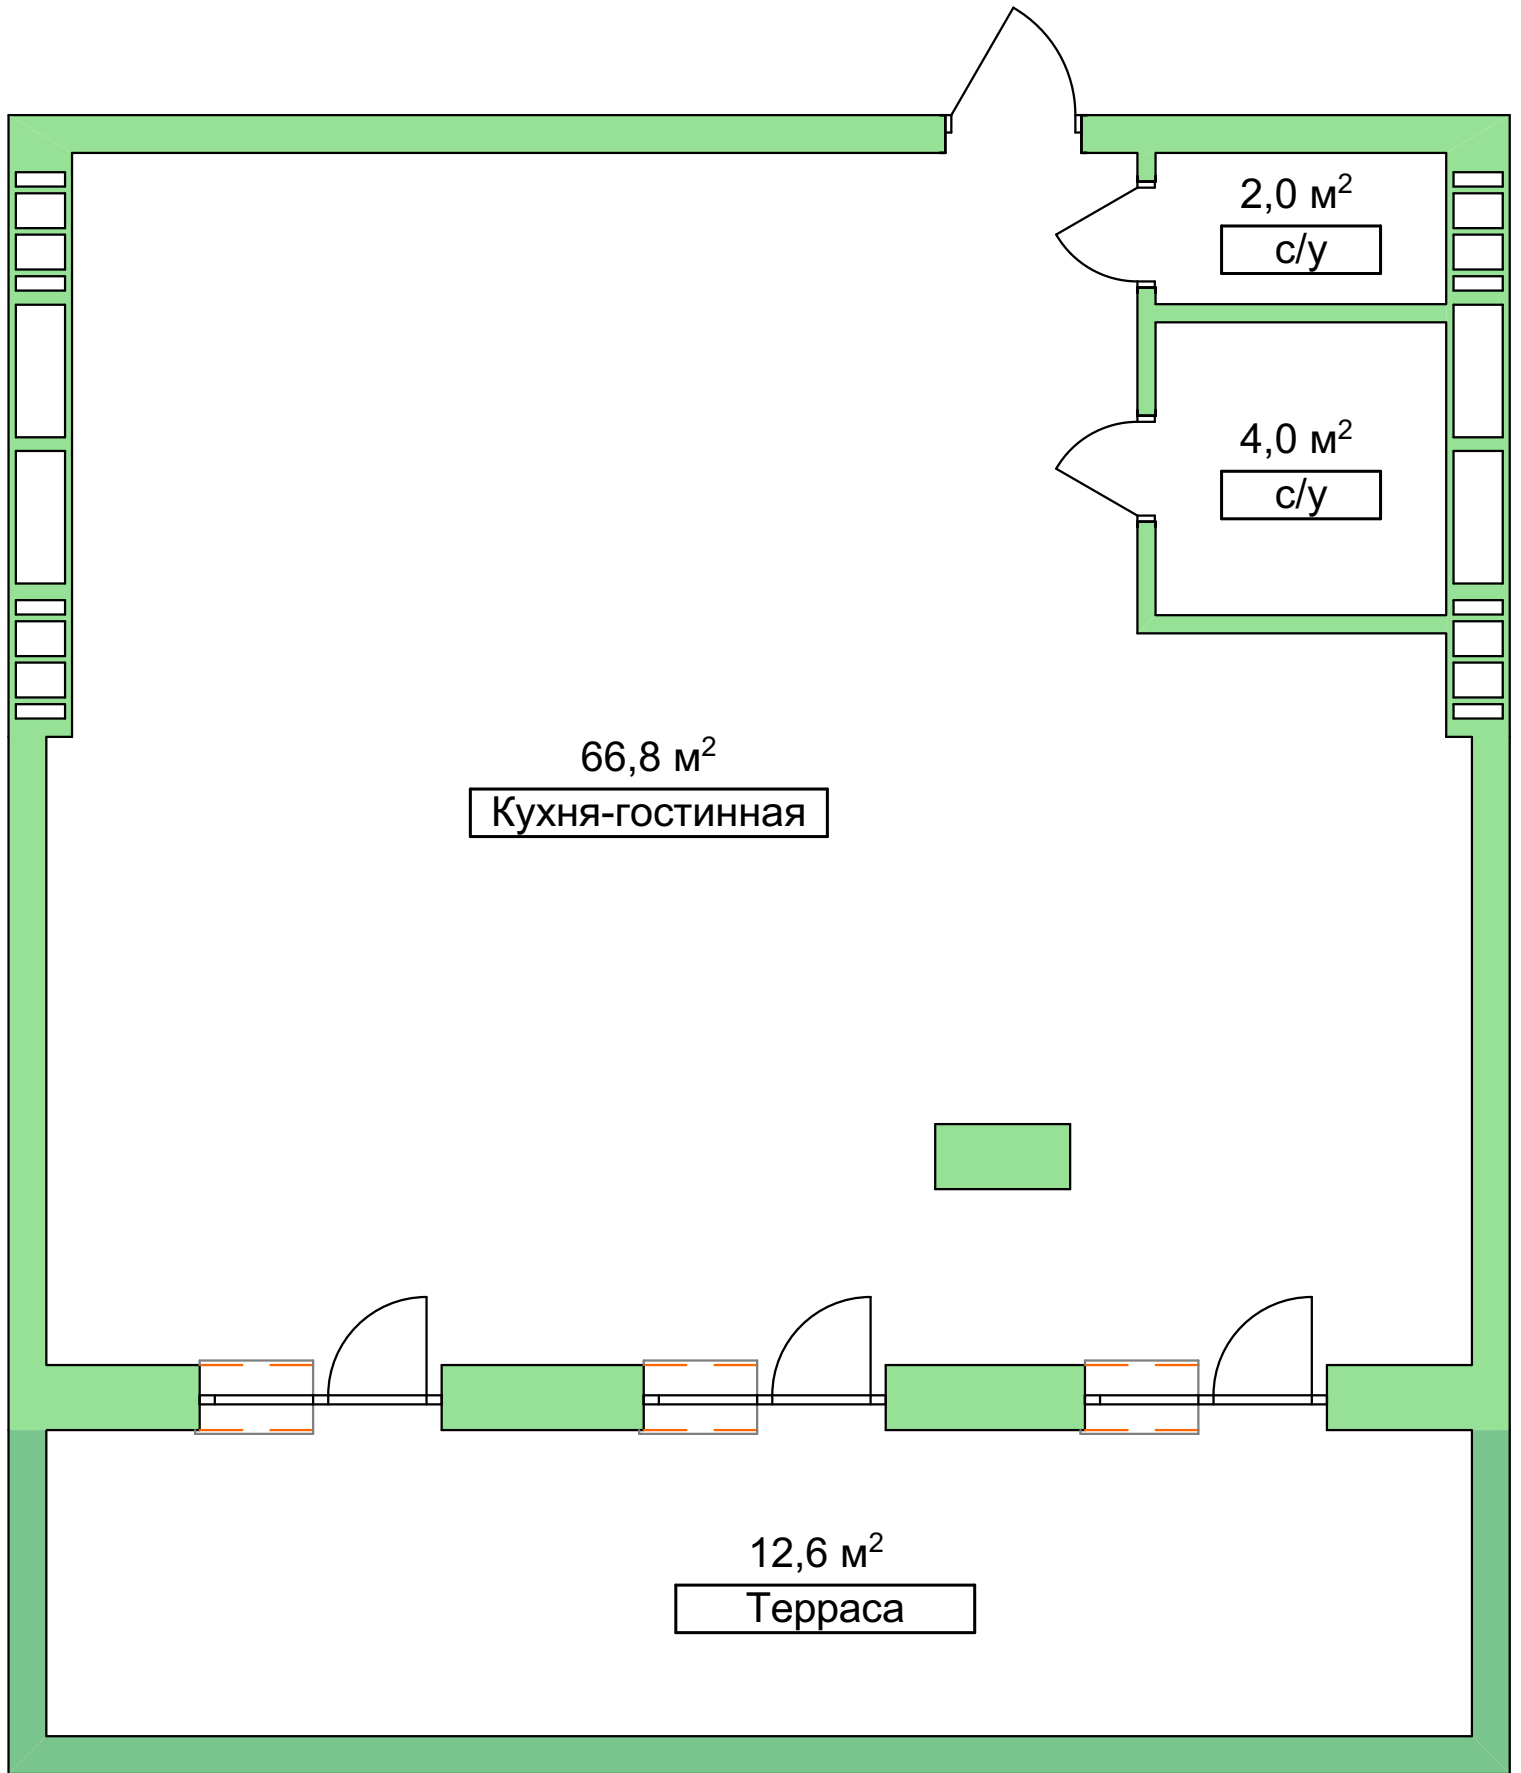 2,0 м²
с/у
4,0 м²
с/у
66,8 м²
Кухня-гостинная
12,6 м²
Терраса